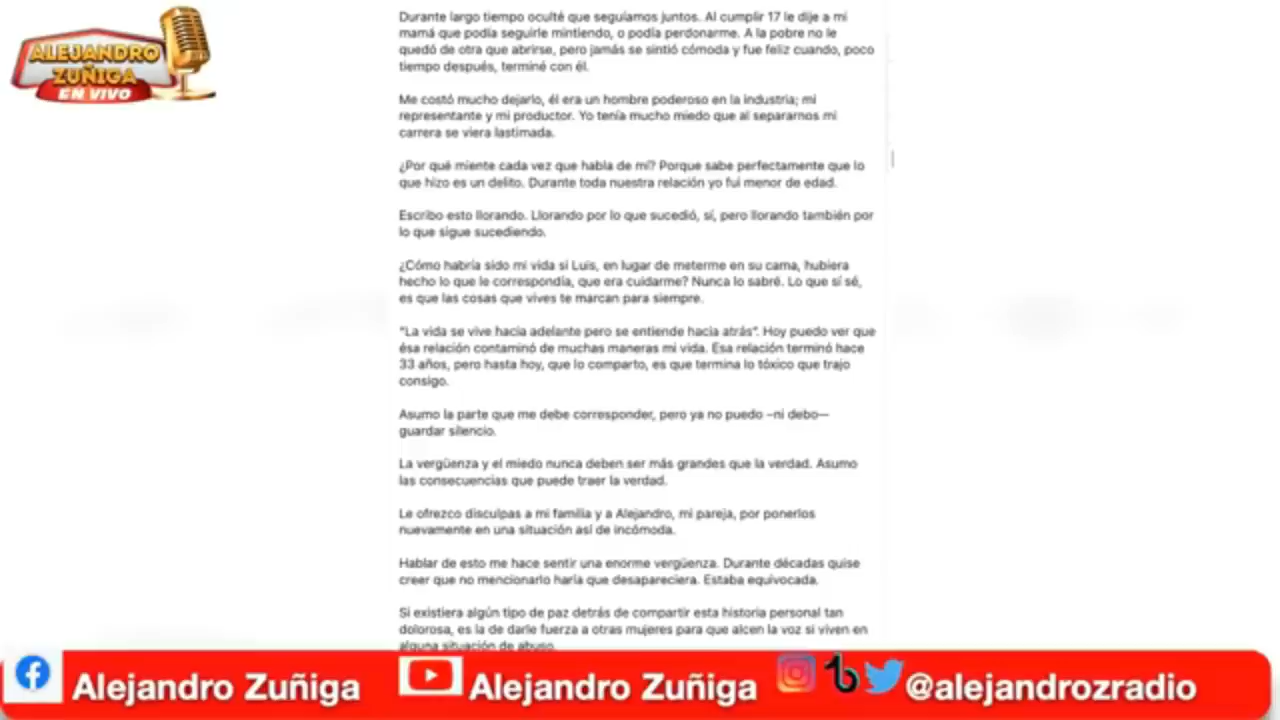 ALEJANDRO
ZUÑIGA
EN VIVO
Durante largo tiempo oculté que seguíamos juntos. Al cumplir 17 le dije a mi
mamá que podía seguirle mintiendo, o podía perdonarme. A la pobre no le
quedó de otra que abrirse, pero jamás se sintió cómoda y fue feliz cuando, poco
tiempo después, terminé con él.
Me costó mucho dejarlo, él era un hombre poderoso en la industria; mi
representante y mi productor. Yo tenía mucho miedo que al separarnos mi
carrera se viera lastimada.
¿Por qué miente cada vez que habla de mí? Porque sabe perfectamente que lo
que hizo es un delito. Durante toda nuestra relación yo fui menor de edad.
Escribo esto llorando. Llorando por lo que sucedió, sí, pero llorando también por
lo que sigue sucediendo.
¿Cómo habría sido mi vida si Luis, en lugar de meterme en su cama, hubiera
hecho lo que le correspondía, que era cuidarme? Nunca lo sabré. Lo que sí sé,
es que las cosas que vives te marcan para siempre.
"La vida se vive hacia adelante pero se entiende hacia atrás". Hoy puedo ver que
ésa relación contaminó de muchas maneras mi vida. Esa relación terminó hace
33 años, pero hasta hoy, que lo comparto, es que termina lo tóxico que trajo
consigo.
Asumo la parte que me debe corresponder, pero ya no puedo –ni debo—
guardar silencio.
La vergüenza y el miedo nunca deben ser más grandes que la verdad. Asumo
las consecuencias que puede traer la verdad.
Le ofrezco disculpas a mi familia y a Alejandro, mi pareja, por ponerlos
nuevamente en una situación así de incómoda.
Hablar de esto me hace sentir una enorme vergüenza. Durante décadas quise
creer que no mencionarlo haría que desapareciera. Estaba equivocada.
Si existiera algún tipo de paz detrás de compartir esta historia personal tan
dolorosa, es la de darle fuerza a otras mujeres para que alcen la voz si viven en
alguna situación de abuso.
Alejandro Zuñiga
Alejandro Zuñiga
@alejandrozradio